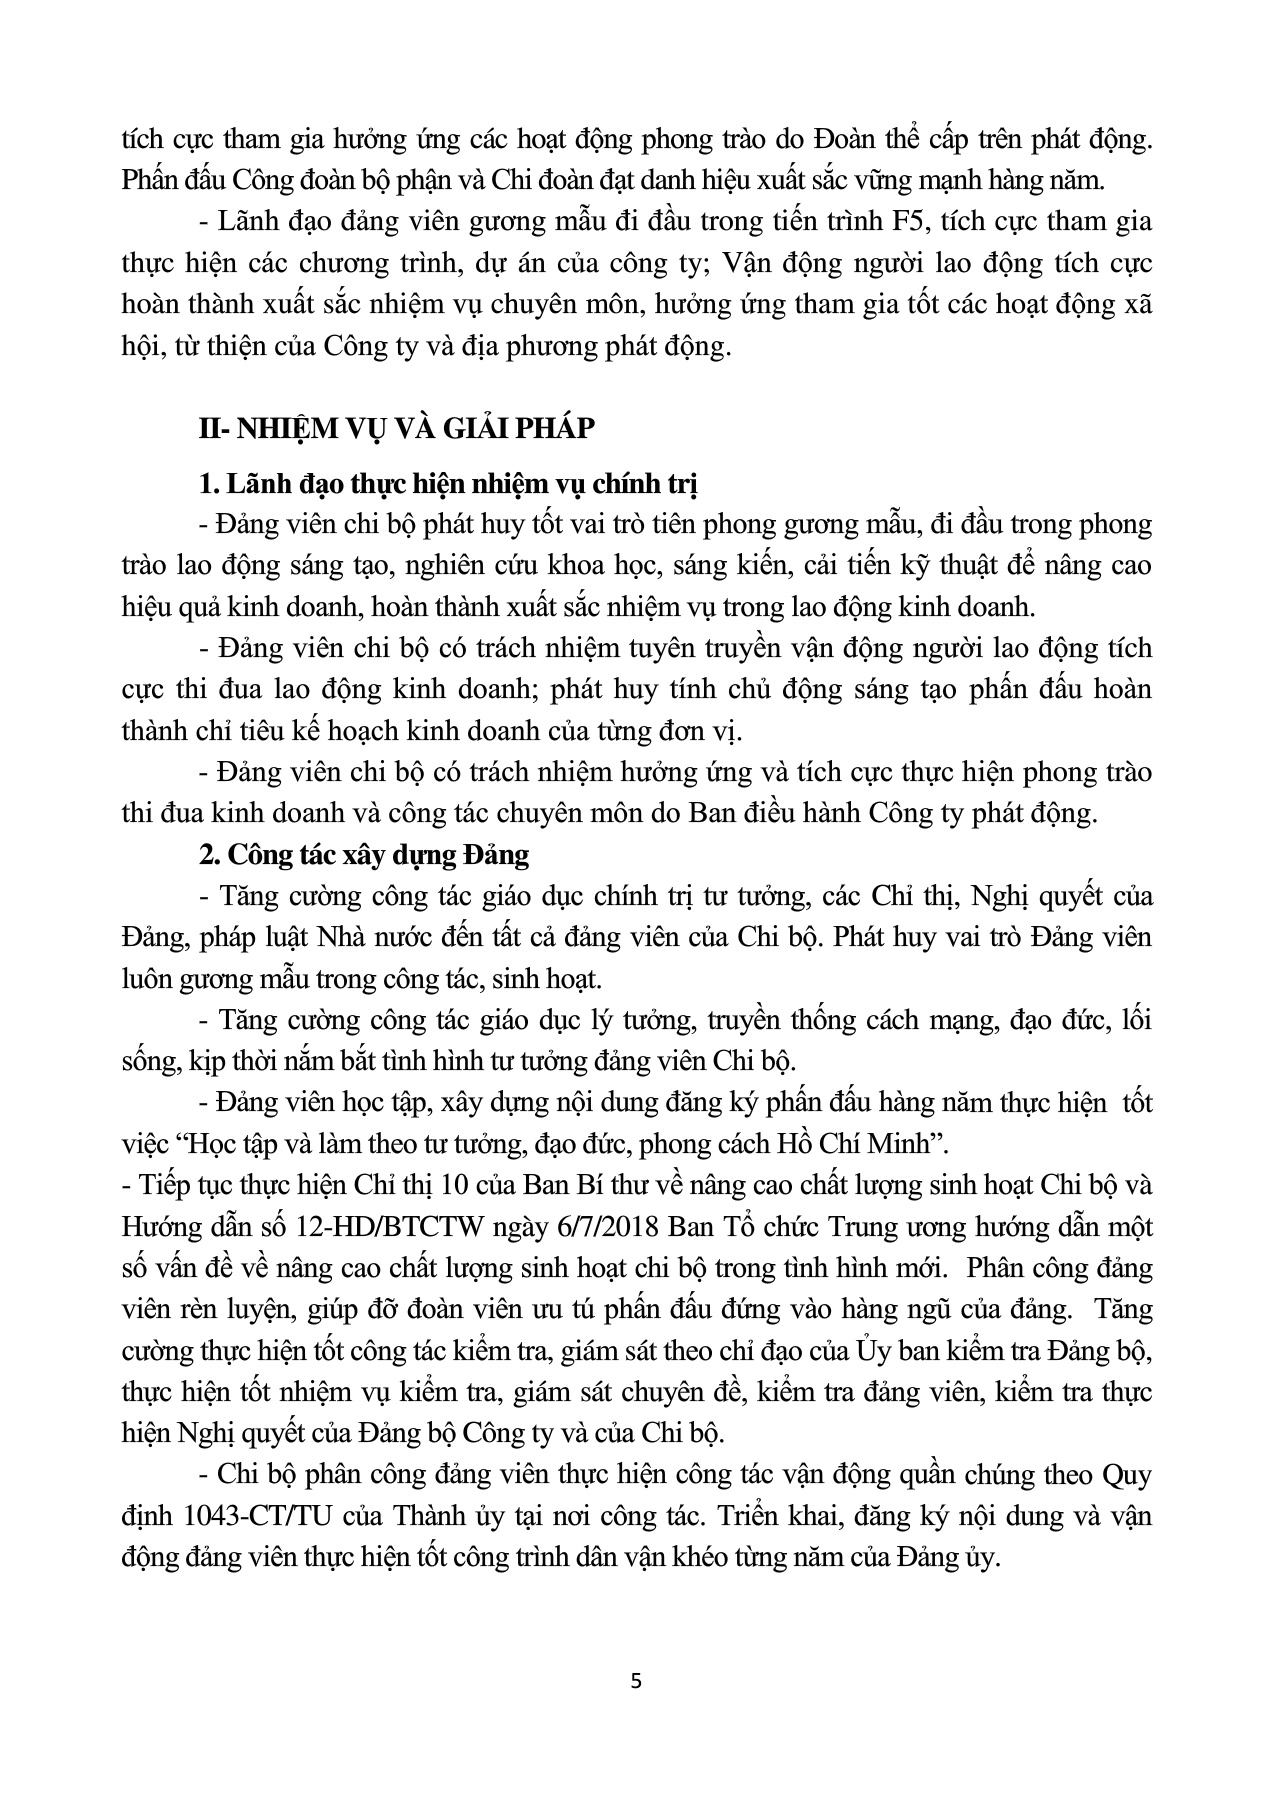 tích cực tham gia hưởng ứng các hoạt động phong trào do Đoàn thể cấp trên phát động.
Phấn đấu Công đoàn bộ phận và Chi đoàn đạt danh hiệu xuất sắc vững mạnh hàng năm.
- Lãnh đạo đảng viên gương mẫu đi đầu trong tiến trình F5, tích cực tham gia
thực hiện các chương trình, dự án của công ty; Vận động người lao động tích cực
hoàn thành xuất sắc nhiệm vụ chuyên môn, hưởng ứng tham gia tốt các hoạt động xã
hội, từ thiện của Công ty và địa phương phát động.
II- NHIỆM VỤ VÀ GIẢI PHÁP
1. Lãnh đạo thực hiện nhiệm vụ chính trị
- Đảng viên chi bộ phát huy tốt vai trò tiên phong gương mẫu, đi đầu trong phong
trào lao động sáng tạo, nghiên cứu khoa học, sáng kiến, cải tiến kỹ thuật để nâng cao
hiệu quả kinh doanh, hoàn thành xuất sắc nhiệm vụ trong lao động kinh doanh.
- Đảng viên chi bộ có trách nhiệm tuyên truyền vận động người lao động tích
cực thi đua lao động kinh doanh; phát huy tính chủ động sáng tạo phấn đấu hoàn
thành chỉ tiêu kế hoạch kinh doanh của từng đơn vị.
- Đảng viên chi bộ có trách nhiệm hưởng ứng và tích cực thực hiện phong trào
thi đua kinh doanh và công tác chuyên môn do Ban điều hành Công ty phát động.
2. Công tác xây dựng Đảng
- Tăng cường công tác giáo dục chính trị tư tưởng, các Chỉ thị, Nghị quyết của
Đảng, pháp luật Nhà nước đến tất cả đảng viên của Chi bộ. Phát huy vai trò Đảng viên
luôn gương mẫu trong công tác, sinh hoạt.
- Tăng cường công tác giáo dục lý tưởng, truyền thống cách mạng, đạo đức, lối
sống, kịp thời nắm bắt tình hình tư tưởng đảng viên Chi bộ.
- Đảng viên học tập, xây dựng nội dung đăng ký phấn đấu hàng năm thực hiện tốt
việc “Học tập và làm theo tư tưởng, đạo đức, phong cách Hồ Chí Minh”.
- Tiếp tục thực hiện Chỉ thị 10 của Ban Bí thư về nâng cao chất lượng sinh hoạt Chi bộ và
Hướng dẫn số 12-HD/BTCTW ngày 6/7/2018 Ban Tổ chức Trung ương hướng dẫn một
số vấn đề về nâng cao chất lượng sinh hoạt chi bộ trong tình hình mới. Phân công đảng
viên rèn luyện, giúp đỡ đoàn viên ưu tú phấn đấu đứng vào hàng ngũ của đảng. Tăng
cường thực hiện tốt công tác kiểm tra, giám sát theo chỉ đạo của Ủy ban kiểm tra Đảng bộ,
thực hiện tốt nhiệm vụ kiểm tra, giám sát chuyên đề, kiểm tra đảng viên, kiểm tra thực
hiện Nghị quyết của Đảng bộ Công ty và của Chi bộ.
- Chi bộ phân công đảng viên thực hiện công tác vận động quần chúng theo Quy
định 1043-CT/TU của Thành ủy tại nơi công tác. Triển khai, đăng ký nội dung và vận
động đảng viên thực hiện tốt công trình dân vận khéo từng năm của Đảng ủy.
5